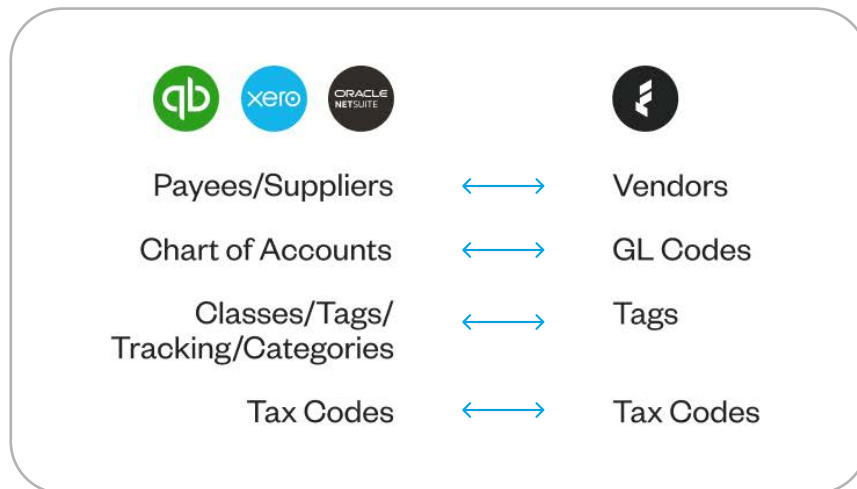 qb
xero
ORACLE
NETSUITE
Payees/Suppliers
Vendors
Chart of Accounts
GL Codes
Classes/Tags/
Tracking/Categories
Tags
Tax Codes
Tax Codes